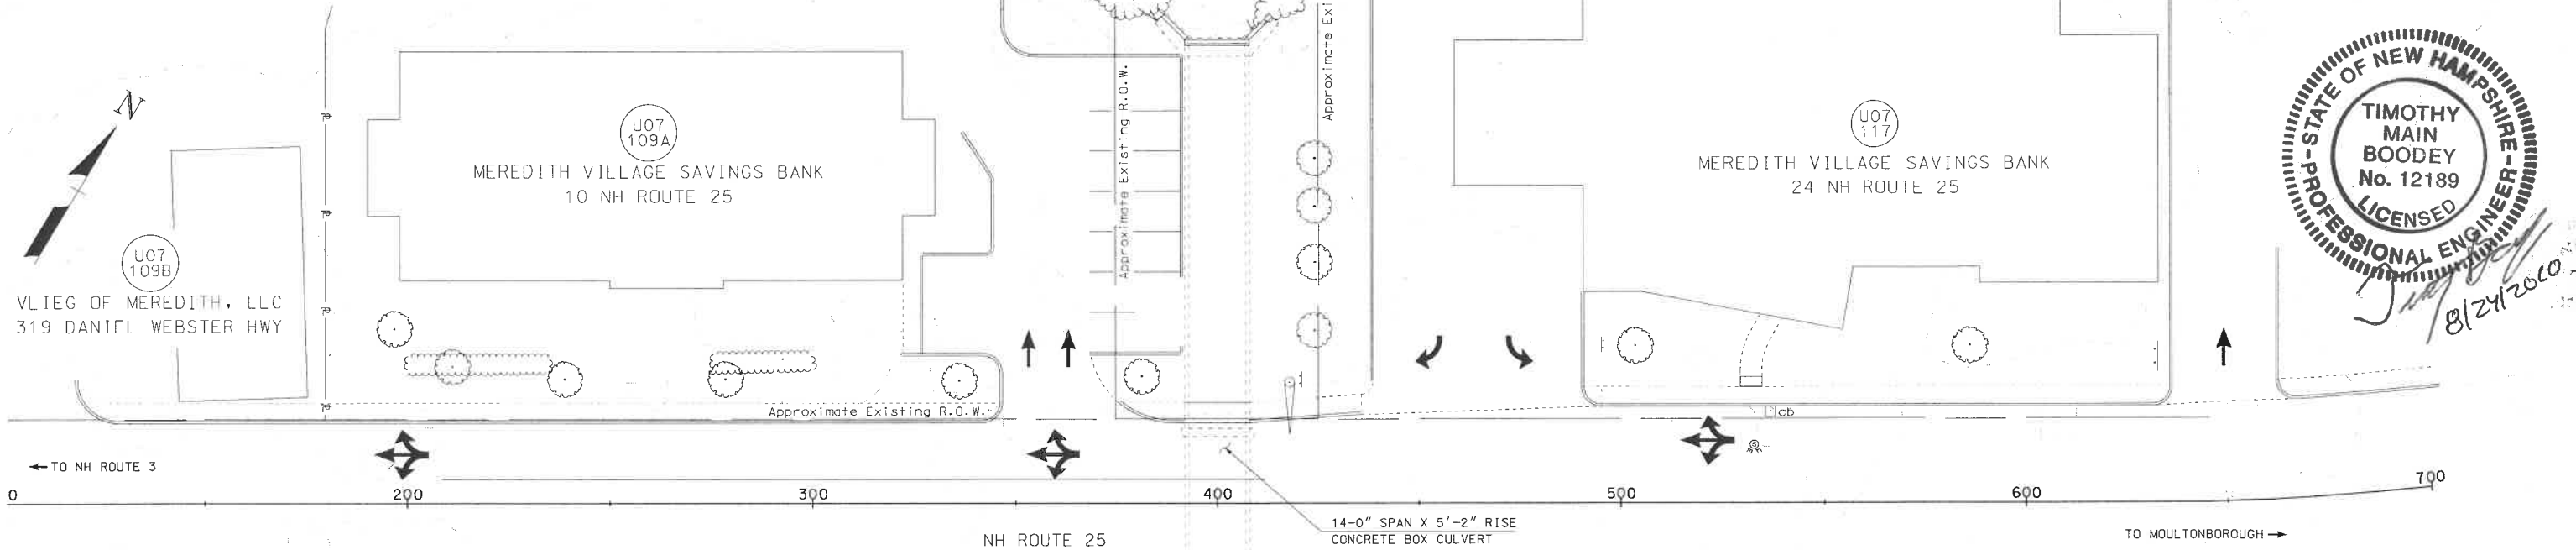 N
U07
109B
VLIEG OF MEREDITH, LLC
319 DANIEL WEBSTER HWY
U07
109A
MEREDITH VILLAGE SAVINGS BANK
10 NH ROUTE 25
Approximate Existing R.O.W.
Approximate Existing R.O.W.
Approximate Exi
U07
117
MEREDITH VILLAGE SAVINGS BANK
24 NH ROUTE 25
STATE OF NEW HAMPSHIRE
TIMOTHY
MAIN
BOODEY
No. 12189
LICENSED
PROFESSIONAL ENGINEER
cb
←TO NH ROUTE 3
0 200 300 400 500 600 700
NH ROUTE 25
14-0" SPAN X 5'-2" RISE
CONCRETE BOX CULVERT
TO MOULTONBOROUGH→